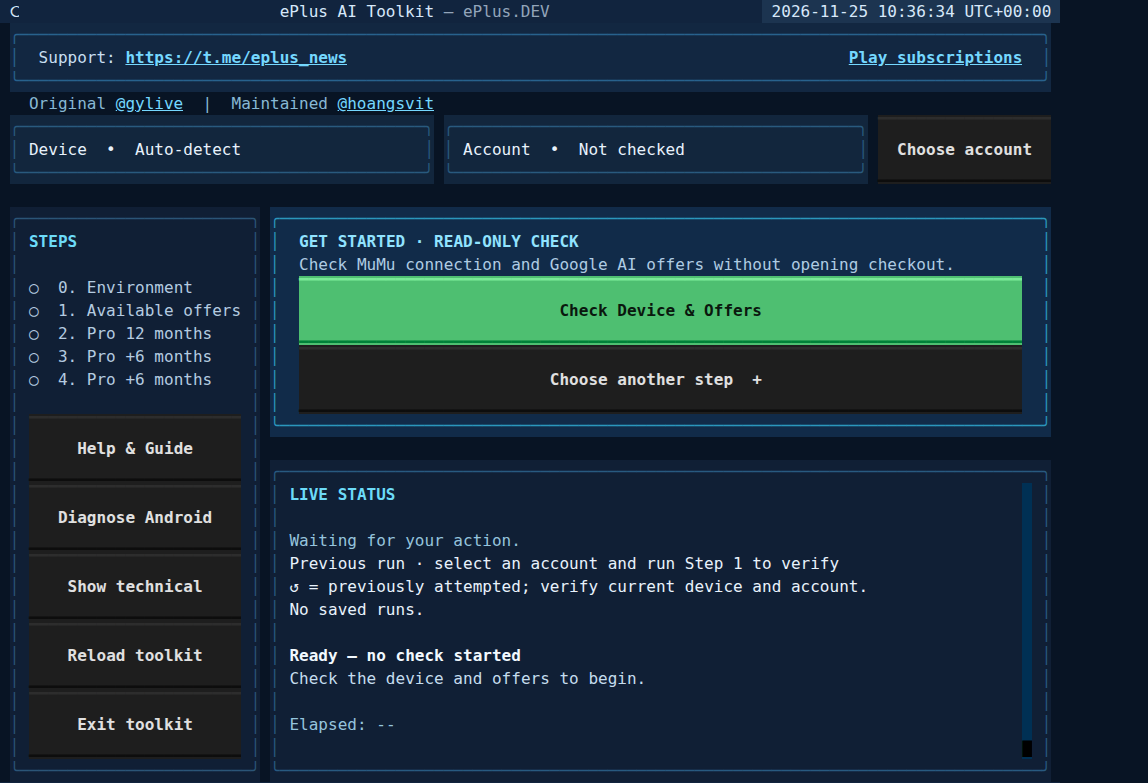 C ePlus AI Toolkit — ePlus.DEV 2026-11-25 10:36:34 UTC+00:00
Support: https://t.me/eplus_news Play subscriptions
Original @gylive | Maintained @hoangsvit
Device • Auto-detect
Account • Not checked
Choose account
STEPS
○ 0. Environment
○ 1. Available offers
○ 2. Pro 12 months
○ 3. Pro +6 months
○ 4. Pro +6 months
Help & Guide
Diagnose Android
Show technical
Reload toolkit
Exit toolkit
GET STARTED · READ-ONLY CHECK
Check MuMu connection and Google AI offers without opening checkout.
Check Device & Offers
Choose another step +
LIVE STATUS
Waiting for your action.
Previous run · select an account and run Step 1 to verify
↺ = previously attempted; verify current device and account.
No saved runs.
Ready — no check started
Check the device and offers to begin.
Elapsed: --